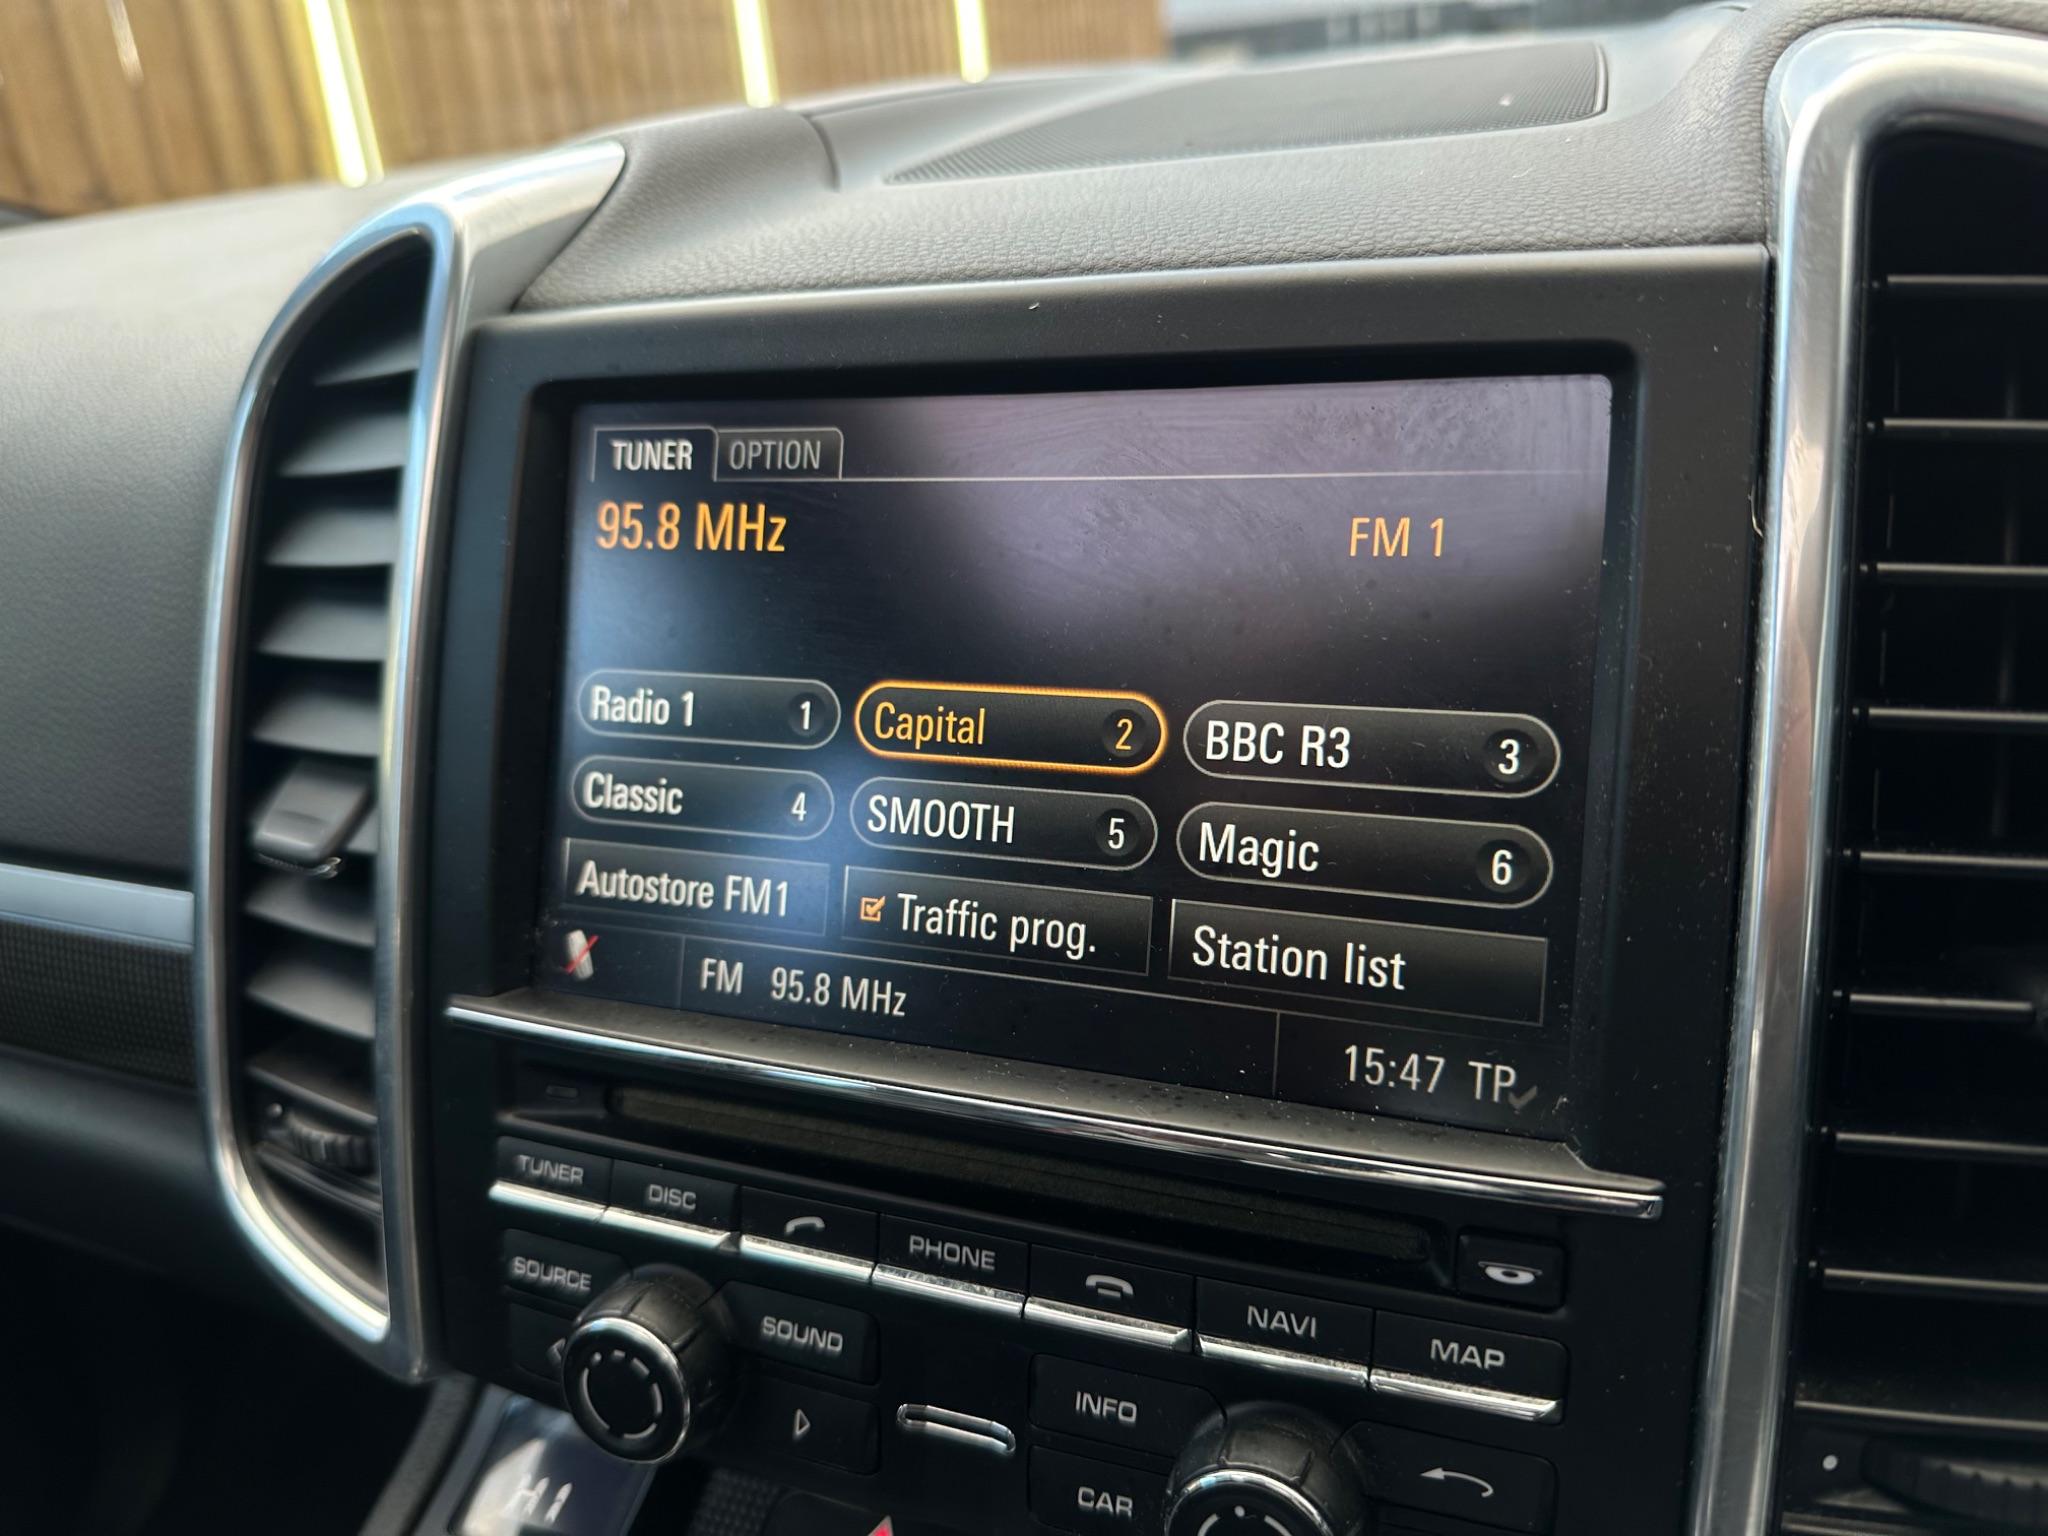 TUNER OPTION
95.8 MHz FM 1
Radio 1 1 Capital 2 BBC R3 3
Classic 4 SMOOTH 5 Magic 6
Autostore FM1 Traffic prog. Station list
FM 95.8 MHz
15:47 TP
TUNER DISC PHONE NAVI MAP
SOURCE SOUND INFO
CAR